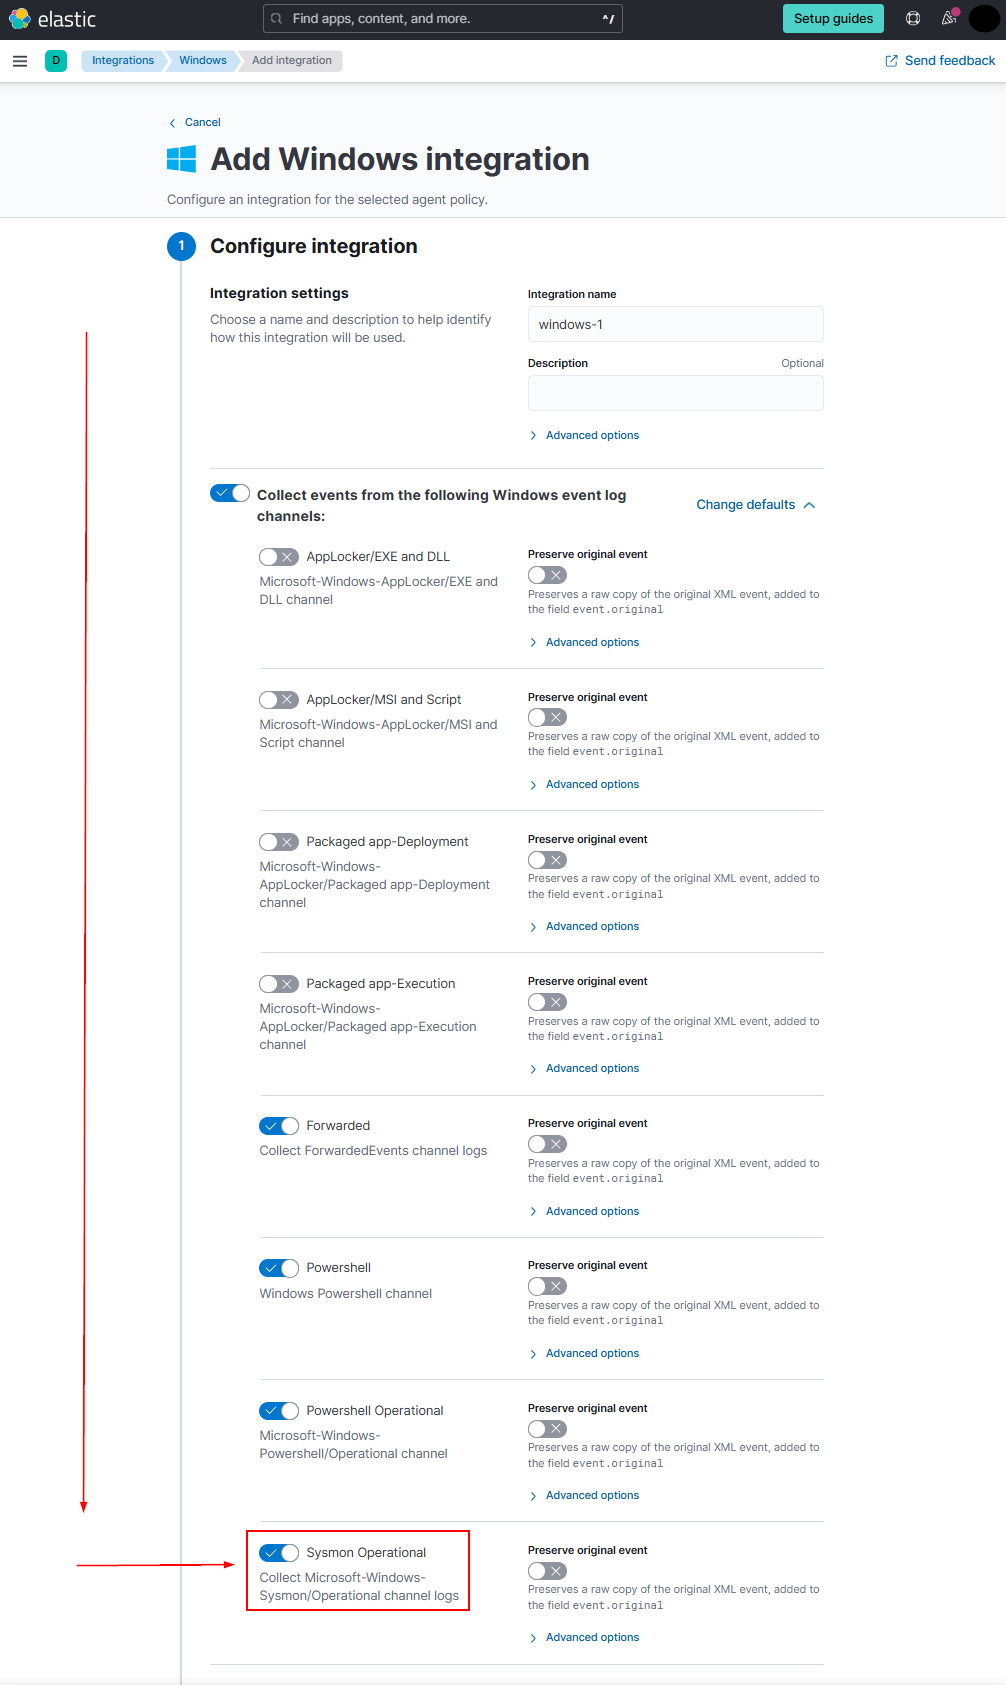 elastic
Find apps, content, and more.
^/
Setup guides
D
Integrations
Windows
Add integration
Send feedback
Cancel
Add Windows integration
Configure an integration for the selected agent policy.
1
Configure integration
Integration settings
Choose a name and description to help identify
how this integration will be used.
Integration name
windows-1
Description
Optional
Advanced options
Collect events from the following Windows event log
channels:
Change defaults
AppLocker/EXE and DLL
Microsoft-Windows-AppLocker/EXE and
DLL channel
Preserve original event
Preserves a raw copy of the original XML event, added to
the field event.original
Advanced options
AppLocker/MSI and Script
Microsoft-Windows-AppLocker/MSI and
Script channel
Preserve original event
Preserves a raw copy of the original XML event, added to
the field event.original
Advanced options
Packaged app-Deployment
Microsoft-Windows-
AppLocker/Packaged app-Deployment
channel
Preserve original event
Preserves a raw copy of the original XML event, added to
the field event.original
Advanced options
Packaged app-Execution
Microsoft-Windows-
AppLocker/Packaged app-Execution
channel
Preserve original event
Preserves a raw copy of the original XML event, added to
the field event.original
Advanced options
Forwarded
Collect ForwardedEvents channel logs
Preserve original event
Preserves a raw copy of the original XML event, added to
the field event.original
Advanced options
Powershell
Windows Powershell channel
Preserve original event
Preserves a raw copy of the original XML event, added to
the field event.original
Advanced options
Powershell Operational
Microsoft-Windows-
Powershell/Operational channel
Preserve original event
Preserves a raw copy of the original XML event, added to
the field event.original
Advanced options
Sysmon Operational
Collect Microsoft-Windows-
Sysmon/Operational channel logs
Preserve original event
Preserves a raw copy of the original XML event, added to
the field event.original
Advanced options